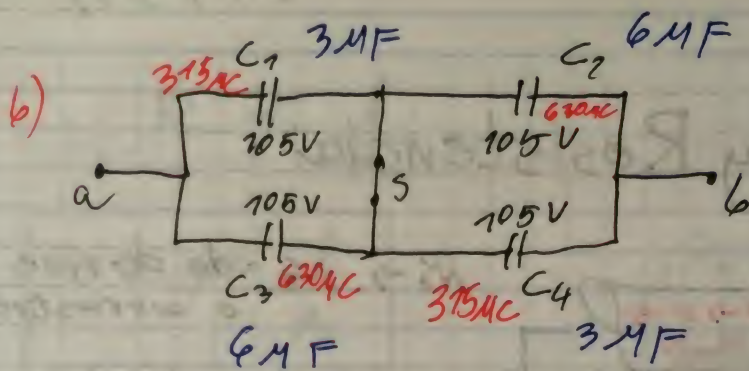 3MF 6MF
b) 315MC C1 C2
105V 105V 630MC
a S b
105V 105V
C3 630MC 315MC C4
6MF 3MF